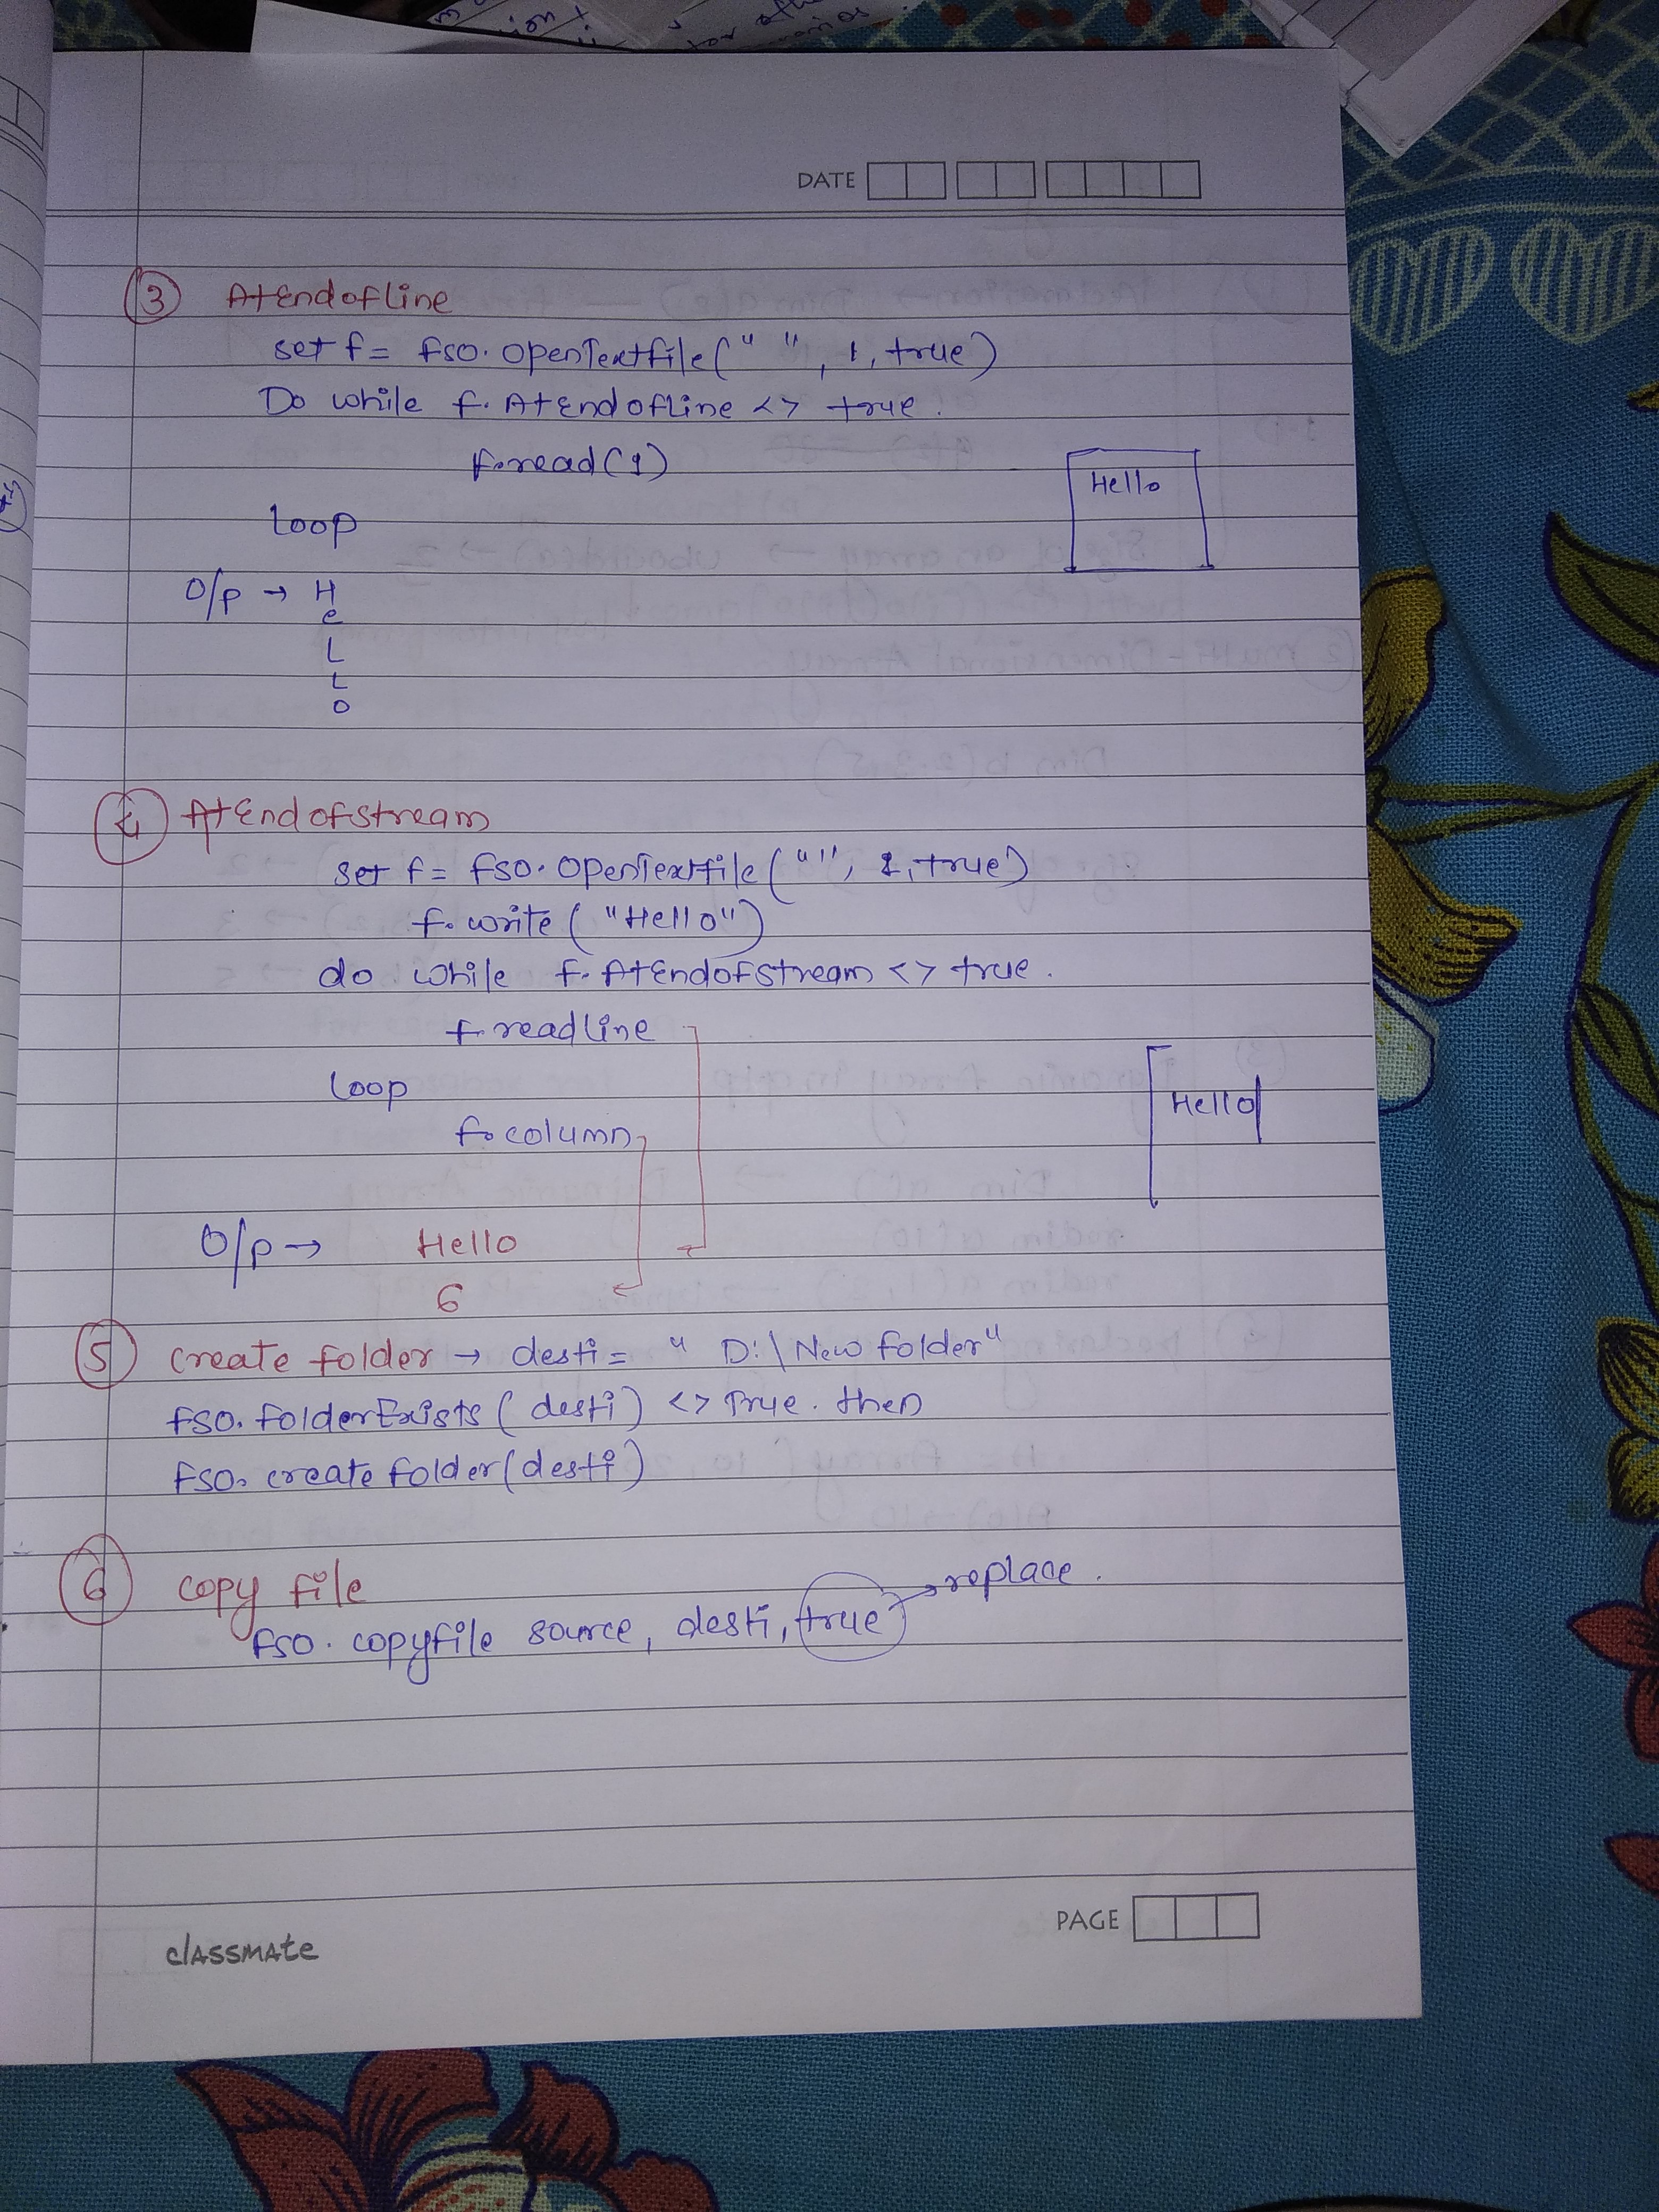 DATE
③ AtEndofLine
set f = fso.OpenTextfile(" ", 1, true)
Do while f.AtEndofline <> true.
f.read(1)
Hello
Loop
O/p → H
e
L
L
O
④ AtEndofstream
set f = fso.OpenTextfile("", 1, true)
f.write ("Hello")
do while f.AtEndofstream <> true.
f.readline
Loop
Hello
f.column
O/p → Hello
6
⑤ create folder → desti = " D:\New folder"
fso.folderExists (desti) <> True. then
fso.create folder(desti)
⑥ copy file
replace.
fso.copyfile source, desti, true
PAGE
classmate